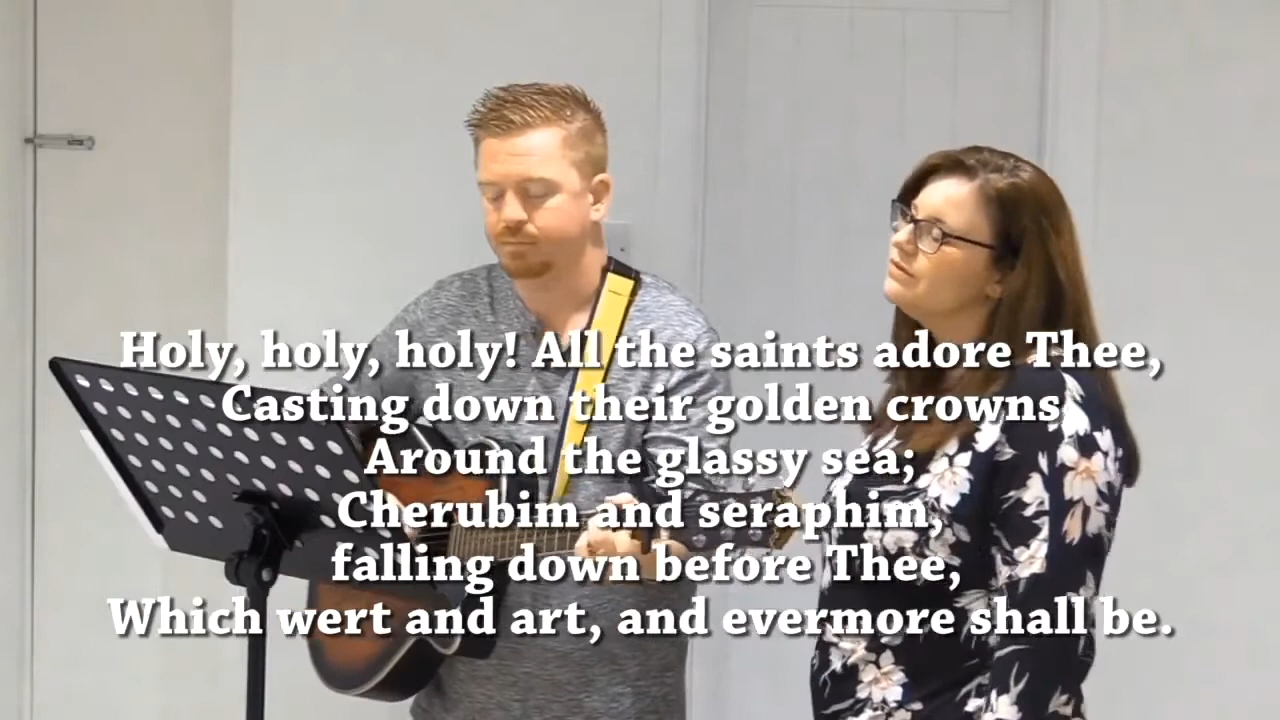 Holy, holy, holy! All the saints adore Thee,
Casting down their golden crowns
Around the glassy sea;
Cherubim and seraphim,
falling down before Thee,
Which wert and art, and evermore shall be.